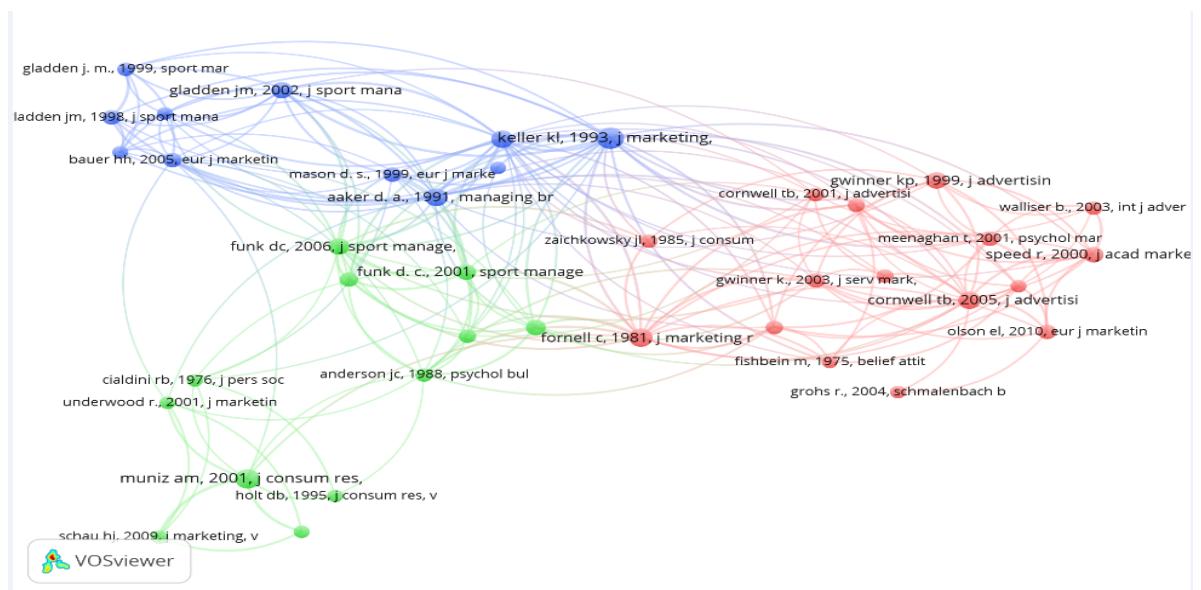 gladden j. m., 1999, sport mar
gladden jm, 2002, j sport mana
ladden jm, 1998, j sport mana
keller kl, 1993, j marketing,
bauer hh, 2005, eur j marketin
mason d. s., 1999, eur j marke
gwinner kp, 1999, j advertisin
cornwell tb, 2001, j advertisi
aaker d. a., 1991, managing br
walliser b., 2003, int j adver
funk dc, 2006, j sport manage,
zaichkowsky jl, 1985, j consum
meenaghan t, 2001, psychol mar
speed r, 2000, j acad marke
funk d. c., 2001, sport manage
gwinner k., 2003, j serv mark,
cornwell tb, 2005, j advertisi
olson el, 2010, eur j marketin
fornell c, 1981, j marketing r
fishbein m, 1975, belief attit
anderson jc, 1988, psychol bul
cialdini rb, 1976, j pers soc
grohs r., 2004, schmalenbach b
underwood r., 2001, j marketin
muniz am, 2001, j consum res,
holt db, 1995, j consum res, v
schau hj, 2009, j marketing, v
VOSviewer